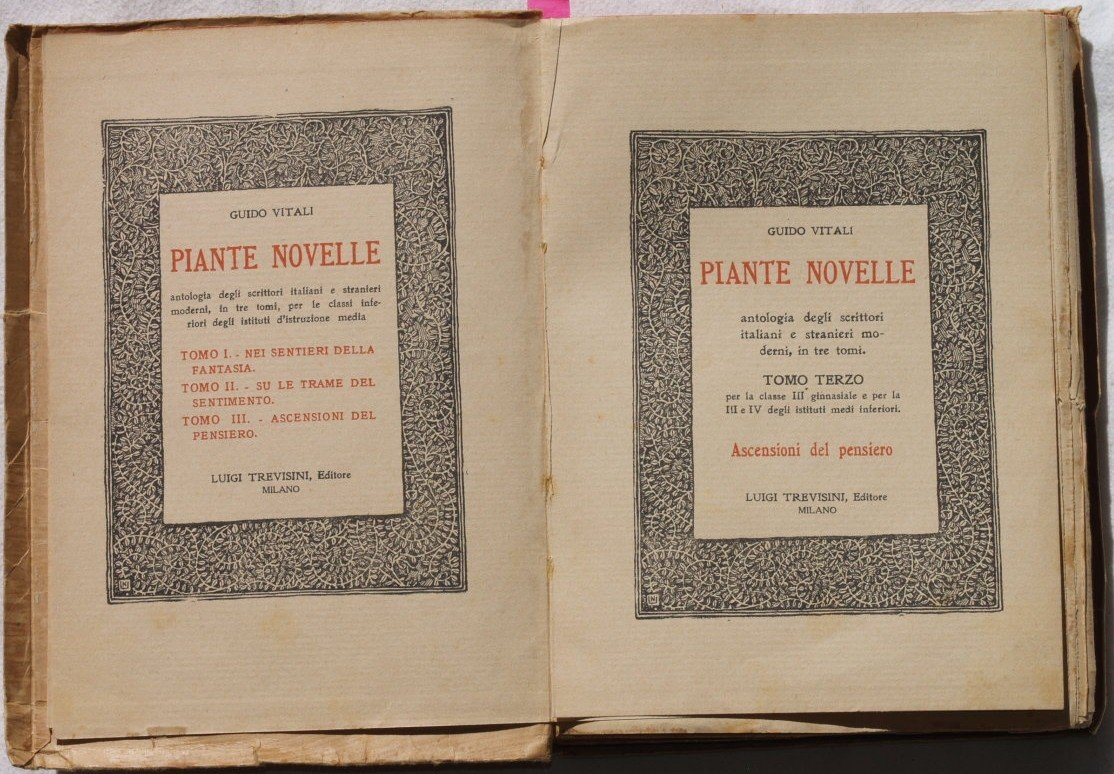 GUIDO VITALI
PIANTE NOVELLE
antologia degli scrittori italiani e stranieri
moderni, in tre tomi, per le classi infe-
riori degli istituti d'istruzione media
TOMO I. - NEI SENTIERI DELLA
FANTASIA.
TOMO II. - SU LE TRAME DEL
SENTIMENTO.
TOMO III. - ASCENSIONI DEL
PENSIERO.
LUIGI TREVISINI, Editore
MILANO
GUIDO VITALI
PIANTE NOVELLE
antologia degli scrittori
italiani e stranieri mo-
derni, in tre tomi.
TOMO TERZO
per la classe III ginnasiale e per la
III e IV degli istituti medi inferiori.
Ascensioni del pensiero
LUIGI TREVISINI, Editore
MILANO